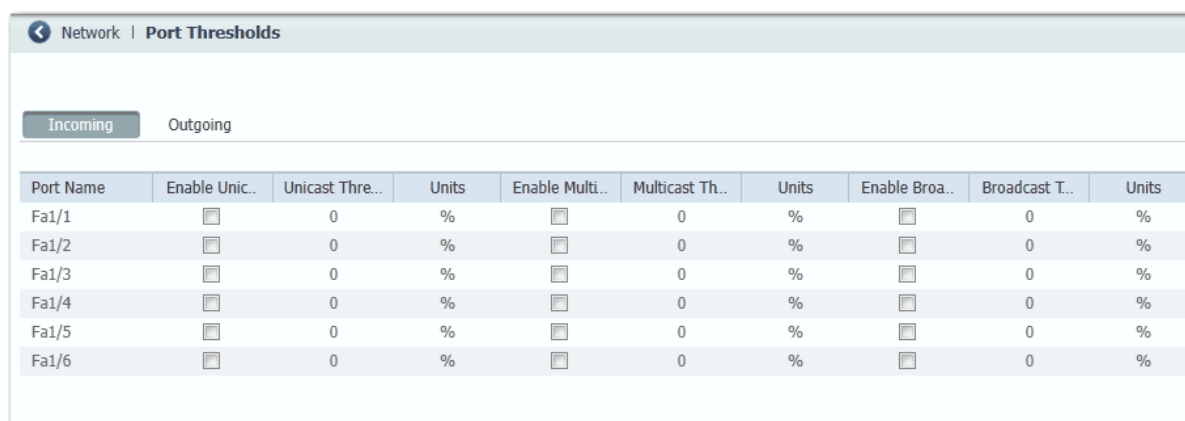 Network | Port Thresholds
Incoming Outgoing
Port Name Enable Unic.. Unicast Thre... Units Enable Multi... Multicast Th... Units Enable Broa... Broadcast T... Units
Fa1/1 0 % 0 % 0 %
Fa1/2 0 % 0 % 0 %
Fa1/3 0 % 0 % 0 %
Fa1/4 0 % 0 % 0 %
Fa1/5 0 % 0 % 0 %
Fa1/6 0 % 0 % 0 %